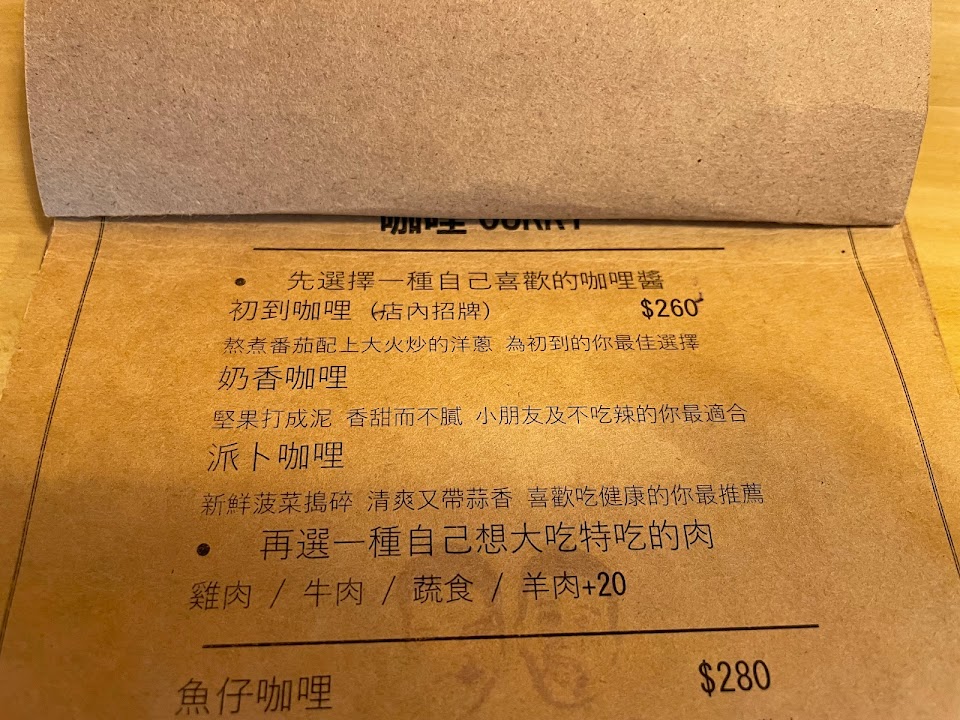 咖哩 CURRY
• 先選擇一種自己喜歡的咖哩醬
初到咖哩 (店內招牌) $260
熬煮番茄配上大火炒的洋蔥 為初到的你最佳選擇
奶香咖哩
堅果打成泥 香甜而不膩 小朋友及不吃辣的你最適合
派卜咖哩
新鮮菠菜搗碎 清爽又帶蒜香 喜歡吃健康的你最推薦
• 再選一種自己想大吃特吃的肉
雞肉 / 牛肉 / 蔬食 / 羊肉+20
魚仔咖哩 $280